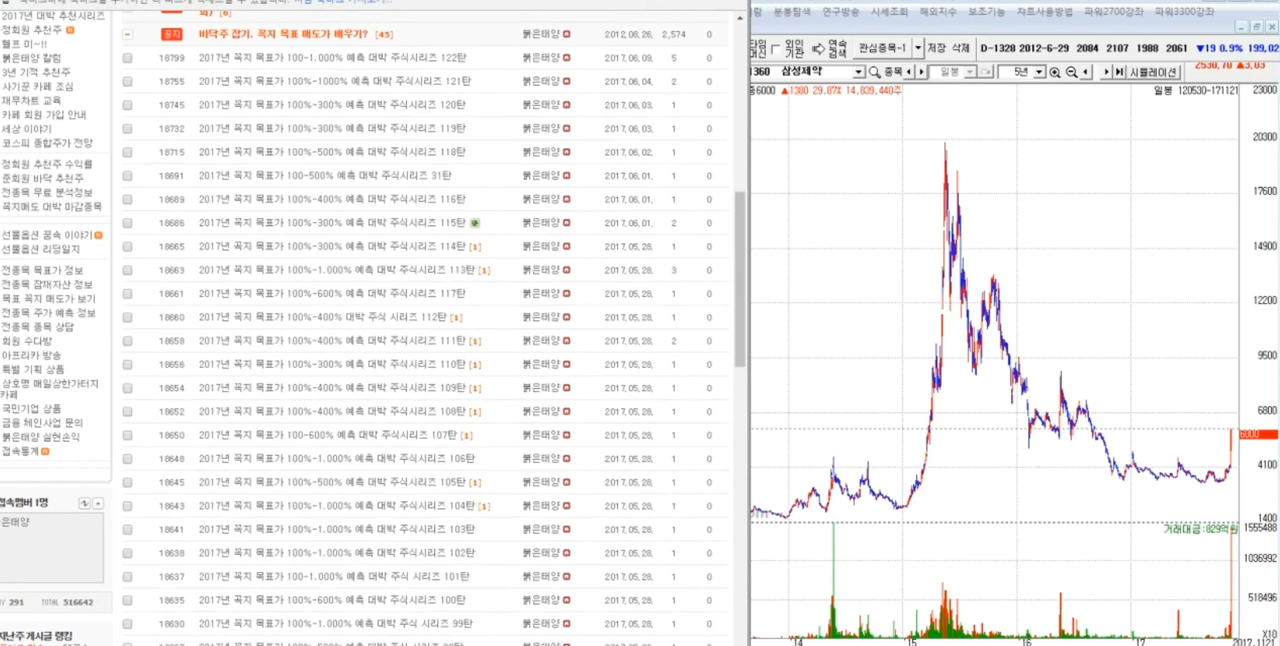 2017년 대박 추천시리즈
정회원 추천주
헬프 미~!!
붉은태양 칼럼
3년 기적 추천주
사기꾼 카페 조심
재무차트 교육
카페 회원 가입 안내
세상 이야기
코스피 종합주가 전망
정회원 추천주 수익률
준회원 바닥 추천주
전종목 무료 분석정보
꼭지매도 대박 마감종목
선물옵션 꿈속 이야기
선물옵션 리딩일지
전종목 목표가 정보
전종목 잠재자산 정보
목표 꼭지 매도가 보기
전종목 주가 예측 정보
전종목 종목 상담
회원 수다방
아프리카 방송
특별 기획 상품
상호명 매일상한가터지
카페
국민기업 상품
금융 체인사업 문의
붉은태양 실현손익
접속통계
접속멤버 1명
은태양
291 TOTAL 516642
지난주 게시글 랭킹
[6]
공지 바닥주 잡기. 꼭지 목표 매도가 배우기? [45] 붉은태양 2012.08.26. 2,574
18799 2017년 꼭지 목표가 100-1.000% 예측 대박 주식시리즈 122탄 붉은태양 2017.06.09. 5 0
18755 2017년 꼭지 목표가 100%-1000% 예측 대박 주식시리즈 121탄 붉은태양 2017.06.04. 2 0
18745 2017년 꼭지 목표가 100%-300% 예측 대박 주식시리즈 120탄 붉은태양 2017.06.03. 1 0
18732 2017년 꼭지 목표가 100%-300% 예측 대박 주식시리즈 119탄 붉은태양 2017.06.03. 1 0
18715 2017년 꼭지 목표가 100%-500% 예측 대박 주식시리즈 118탄 붉은태양 2017.06.02. 1 0
18691 2017년 꼭지 목표가 100-500% 예측 대박 주식시리즈 31탄 붉은태양 2017.06.01. 1 0
18689 2017년 꼭지 목표가 100%-400% 예측 대박 주식시리즈 116탄 붉은태양 2017.06.01. 1 0
18686 2017년 꼭지 목표가 100%-300% 예측 대박 주식시리즈 115탄 붉은태양 2017.06.01. 2 0
18665 2017년 꼭지 목표가 100%-300% 예측 대박 주식시리즈 114탄 [1] 붉은태양 2017.05.28. 1 0
18663 2017년 꼭지 목표가 100%-1.000% 예측 대박 주식시리즈 113탄 [1] 붉은태양 2017.05.28. 3 0
18661 2017년 꼭지 목표가 100%-600% 예측 대박 주식시리즈 117탄 붉은태양 2017.05.28. 1 0
18660 2017년 꼭지 목표가 100%-400% 대박 주식 시리즈 112탄 [1] 붉은태양 2017.05.28. 1 0
18658 2017년 꼭지 목표가 100%-400% 예측 대박 주식시리즈 111탄 [1] 붉은태양 2017.05.28. 2 0
18656 2017년 꼭지 목표가 100%-300% 예측 대박 주식시리즈 110탄 [1] 붉은태양 2017.05.28. 1 0
18654 2017년 꼭지 목표가 100%-400% 예측 대박 주식시리즈 109탄 [1] 붉은태양 2017.05.28. 1 0
18652 2017년 꼭지 목표가 100%-400% 예측 대박 주식시리즈 108탄 [1] 붉은태양 2017.05.28. 1 0
18650 2017년 꼭지 목표가 100-600% 예측 대박 주식시리즈 107탄 [1] 붉은태양 2017.05.28. 1 0
18648 2017년 꼭지 목표가 100%-1.000% 예측 대박 주식시리즈 106탄 붉은태양 2017.05.28. 1 0
18645 2017년 꼭지 목표가 100%-500% 예측 대박 주식시리즈 105탄 [1] 붉은태양 2017.05.28. 1 0
18643 2017년 꼭지 목표가 100%-1.000% 예측 대박 주식시리즈 104탄 [1] 붉은태양 2017.05.28. 1 0
18641 2017년 꼭지 목표가 100%-1.000% 예측 대박 주식시리즈 103탄 붉은태양 2017.05.28. 1 0
18638 2017년 꼭지 목표가 100%-1.000% 예측 대박 주식시리즈 102탄 붉은태양 2017.05.28. 1 0
18637 2017년 꼭지 목표가 100-1.000% 예측 대박 주식 시리즈 101탄 붉은태양 2017.05.28. 1 0
18635 2017년 꼭지 목표가 100%-600% 예측 대박 주식시리즈 100탄 붉은태양 2017.05.28. 1 0
18630 2017년 꼭지 목표가 100%-1.000% 예측 대박 주식시리즈 99탄 붉은태양 2017.05.28. 1 0
분봉탐색 연구방송 시세조회 해외지수 보조기능 차트사용방법 파워2700강좌 파워3300강좌
외인 기관 연속 검색 관심종목-1 저장 삭제 D-1328 2012-6-29 2084 2107 1988 2061 ▼19 0.9% 199,02
2530,70 ▲3,03
1360 삼성제약 종목 일봉 5년 시뮬레이션
6000 ▲1380 29.87% 14,839,440주 일봉 120530-171121
23000
20300
17600
14900
12200
9500
6800
6000
4100
1400
거래대금:829억원
1555488
1036992
518496
X10
14 15 16 17 2017.1121